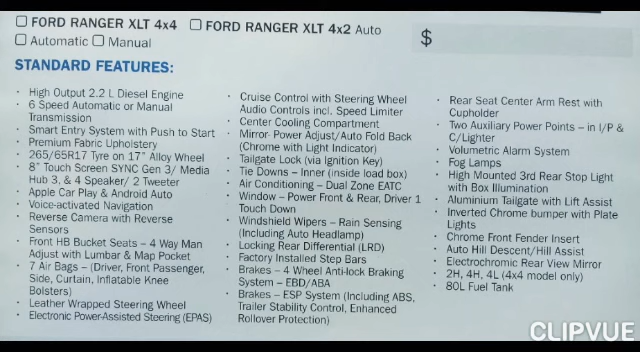 ☐ FORD RANGER XLT 4x4 ☐ FORD RANGER XLT 4x2 Auto
☐ Automatic ☐ Manual
$
STANDARD FEATURES:
· High Output 2.2 L Diesel Engine
· 6 Speed Automatic or Manual
Transmission
· Smart Entry System with Push to Start
· Premium Fabric Upholstery
· 265/65R17 Tyre on 17" Alloy Wheel
· 8" Touch Screen SYNC Gen 3/ Media
Hub 3, & 4 Speaker/ 2 Tweeter
· Apple Car Play & Android Auto
· Voice-activated Navigation
· Reverse Camera with Reverse
Sensors
· Front HB Bucket Seats – 4 Way Man
Adjust with Lumbar & Map Pocket
· 7 Air Bags – (Driver, Front Passenger,
Side, Curtain, Inflatable Knee
Bolsters)
· Leather Wrapped Steering Wheel
· Electronic Power-Assisted Steering (EPAS)
· Cruise Control with Steering Wheel
Audio Controls incl. Speed Limiter
· Center Cooling Compartment
· Mirror- Power Adjust/Auto Fold Back
(Chrome with Light Indicator)
· Tailgate Lock (via Ignition Key)
· Tie Downs – Inner (inside load box)
· Air Conditioning – Dual Zone EATC
· Window – Power Front & Rear, Driver 1
Touch Down
· Windshield Wipers – Rain Sensing
(Including Auto Headlamp)
· Locking Rear Differential (LRD)
· Factory Installed Step Bars
· Brakes - 4 Wheel Anti-lock Braking
System – EBD/ABA
· Brakes – ESP System (Including ABS,
Trailer Stability Control, Enhanced
Rollover Protection)
· Rear Seat Center Arm Rest with
Cupholder
· Two Auxiliary Power Points – in I/P &
C/Lighter
· Volumetric Alarm System
· Fog Lamps
· High Mounted 3rd Rear Stop Light
with Box Illumination
· Aluminium Tailgate with Lift Assist
· Inverted Chrome bumper with Plate
Lights
· Chrome Front Fender Insert
· Auto Hill Descent/Hill Assist
· Electrochromic Rear View Mirror
· 2H, 4H, 4L (4x4 model only)
· 80L Fuel Tank
CLIPVUE